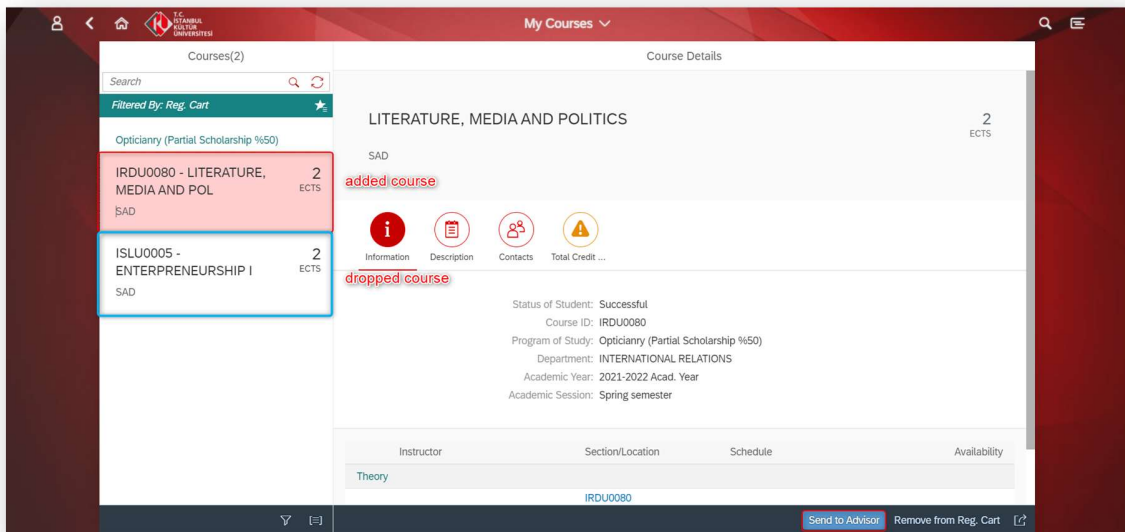 T.C.
İSTANBUL
KÜLTÜR
ÜNİVERSİTESİ
My Courses
Courses(2)
Course Details
Search
Filtered By: Reg. Cart
Opticianry (Partial Scholarship %50)
IRDU0080 - LITERATURE,
MEDIA AND POL
2
ECTS
SAD
added course
ISLU0005 -
ENTERPRENEURSHIP I
2
ECTS
SAD
dropped course
LITERATURE, MEDIA AND POLITICS
2
ECTS
SAD
Information
Description
Contacts
Total Credit ...
Status of Student: Successful
Course ID: IRDU0080
Program of Study: Opticianry (Partial Scholarship %50)
Department: INTERNATIONAL RELATIONS
Academic Year: 2021-2022 Acad. Year
Academic Session: Spring semester
Instructor Section/Location Schedule Availability
Theory
IRDU0080
Send to Advisor Remove from Reg. Cart